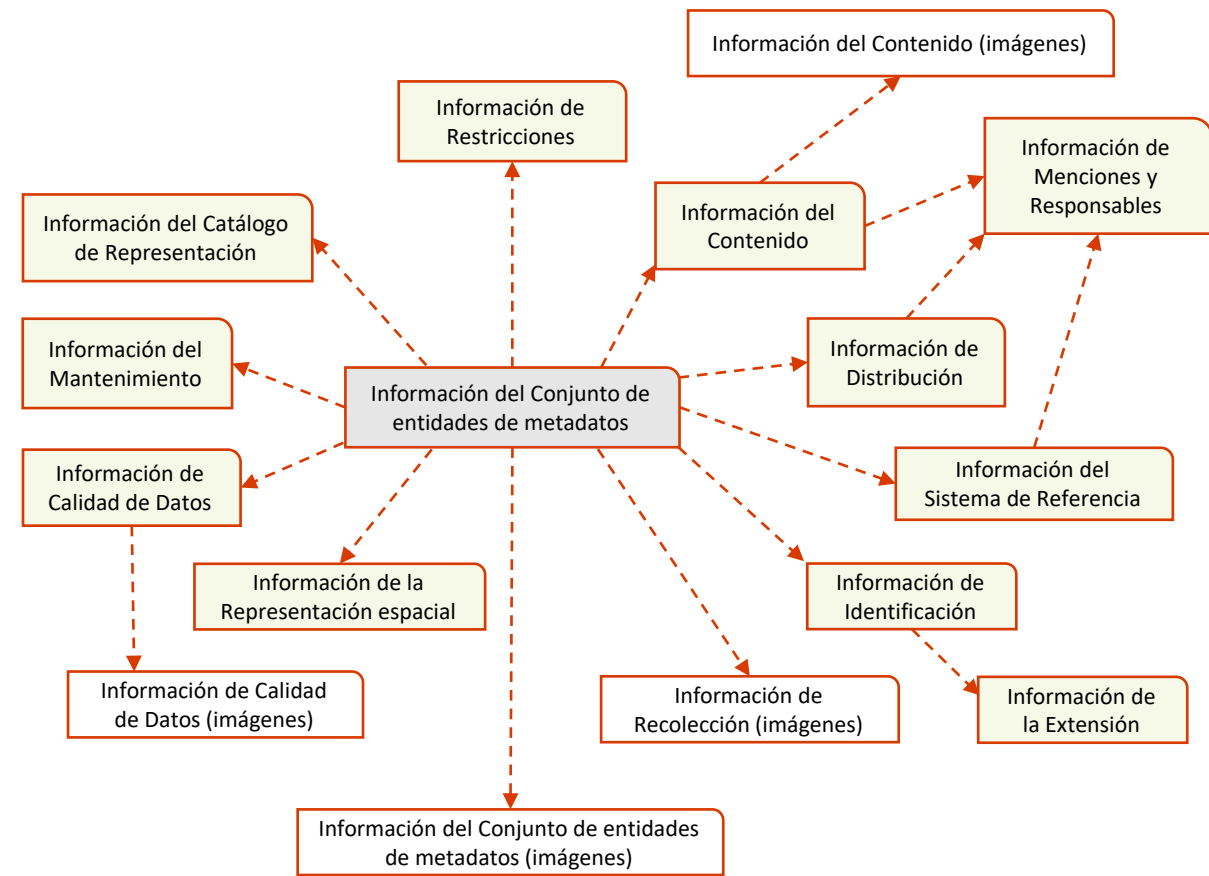 Información del Contenido (imágenes)
Información de
Restricciones
Información de
Menciones y
Responsables
Información del
Contenido
Información del Catálogo
de Representación
Información del
Mantenimiento
Información de
Distribución
Información del Conjunto de
entidades de metadatos
Información de
Calidad de Datos
Información del
Sistema de Referencia
Información de la
Representación espacial
Información de
Identificación
Información de Calidad
de Datos (imágenes)
Información de
Recolección (imágenes)
Información de
la Extensión
Información del Conjunto de entidades
de metadatos (imágenes)